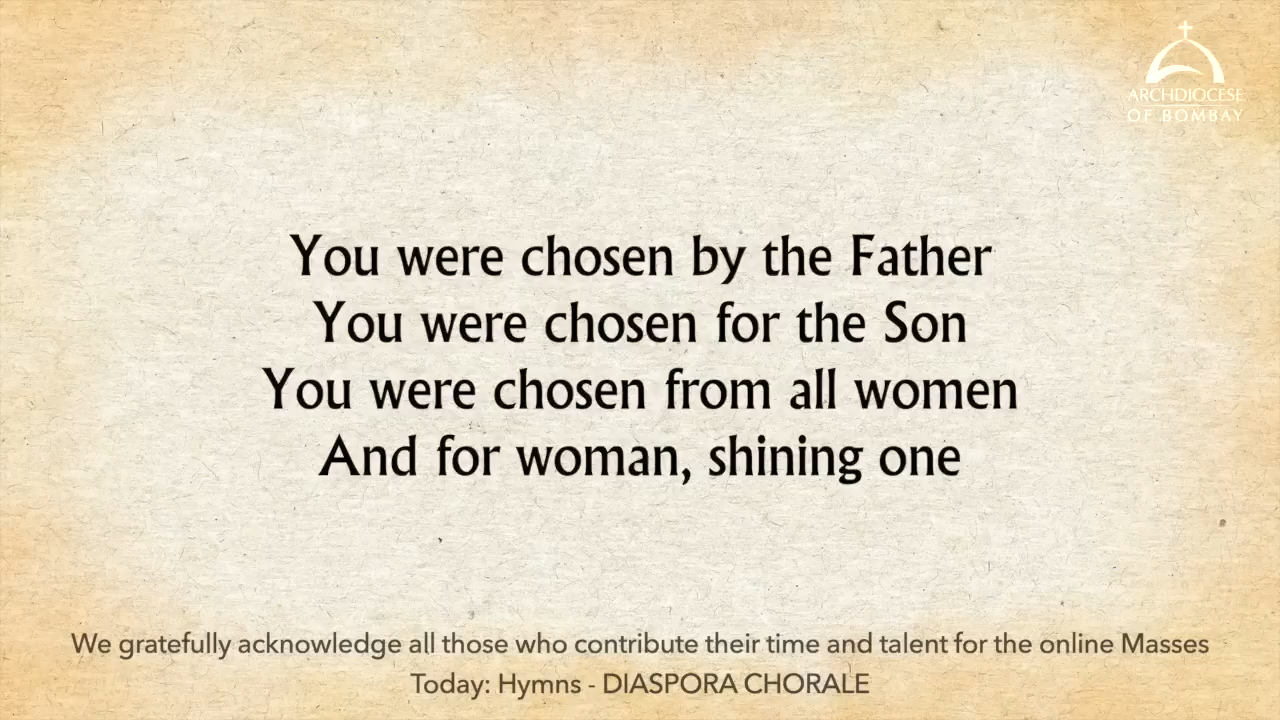 ARCHDIOCESE
OF BOMBAY
You were chosen by the Father
You were chosen for the Son
You were chosen from all women
And for woman, shining one
We gratefully acknowledge all those who contribute their time and talent for the online Masses
Today: Hymns - DIASPORA CHORALE